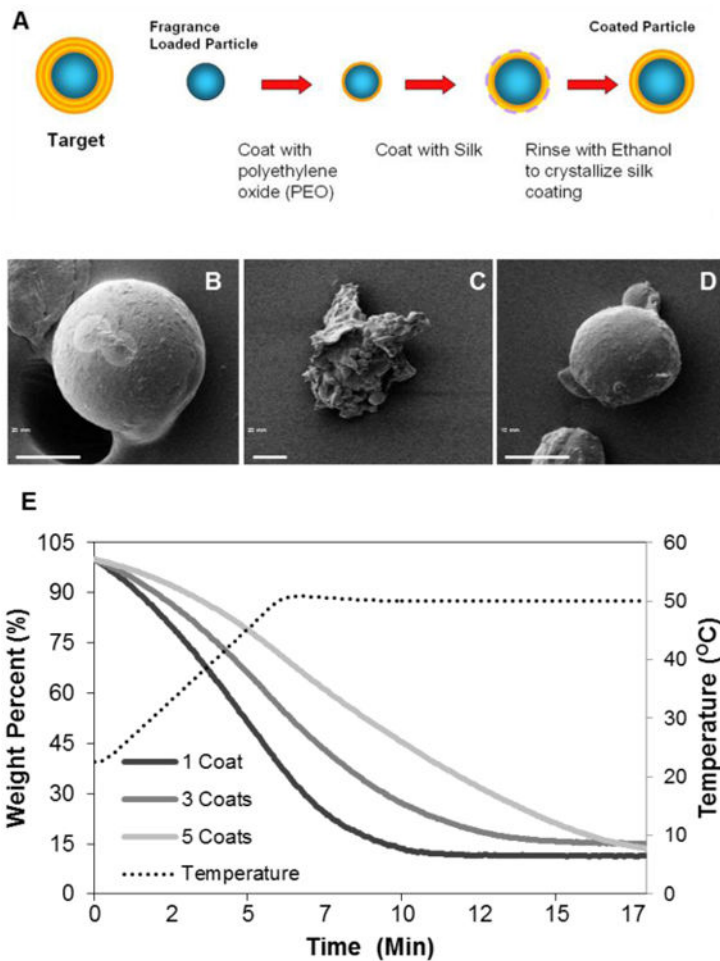 A
Fragrance
Loaded Particle
Coated Particle
Target
Coat with
polyethylene
oxide (PEO)
Coat with Silk
Rinse with Ethanol
to crystallize silk
coating
B
C
D
E
105
90
75
60
45
30
15
0
Weight Percent (%)
1 Coat
3 Coats
5 Coats
Temperature
60
50
40
30
20
10
0
Temperature (°C)
0
2
5
7
10
12
15
17
Time (Min)